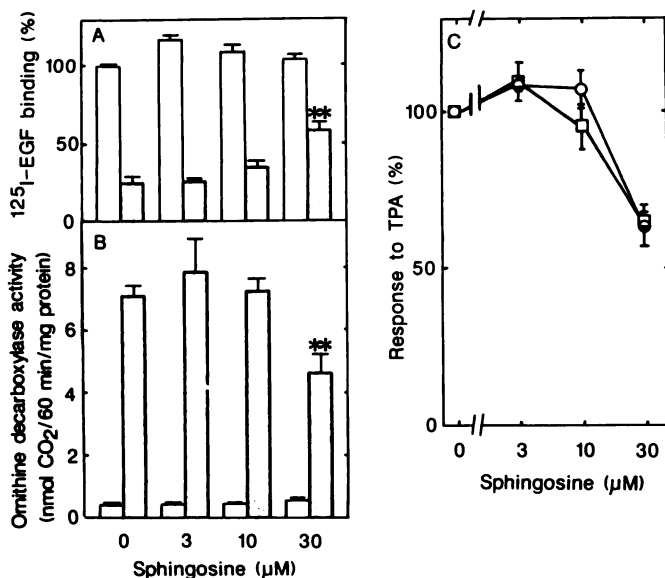 A
125I-EGF binding (%)
100
50
0
**
B
Ornithine decarboxylase activity
(nmol CO2/60 min/mg protein)
8
6
4
2
0
**
0 3 10 30
Sphingosine (µM)
C
Response to TPA (%)
100
50
0
0 3 10 30
Sphingosine (µM)